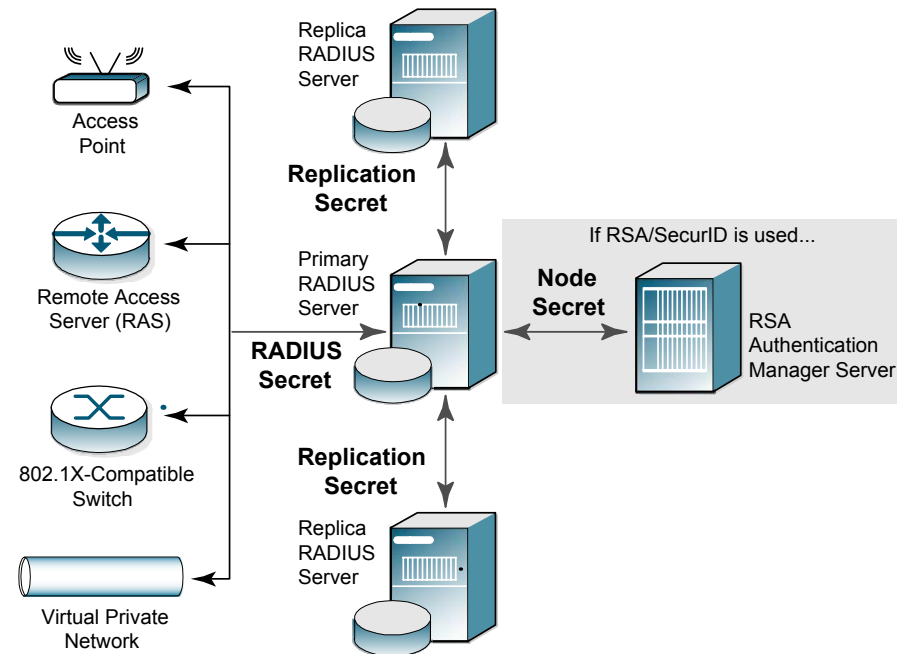 Access
Point
Remote Access
Server (RAS)
802.1X-Compatible
Switch
Virtual Private
Network
RADIUS
Secret
Replica
RADIUS
Server
Replication
Secret
Primary
RADIUS
Server
Replication
Secret
Replica
RADIUS
Server
If RSA/SecurID is used...
Node
Secret
RSA
Authentication
Manager Server